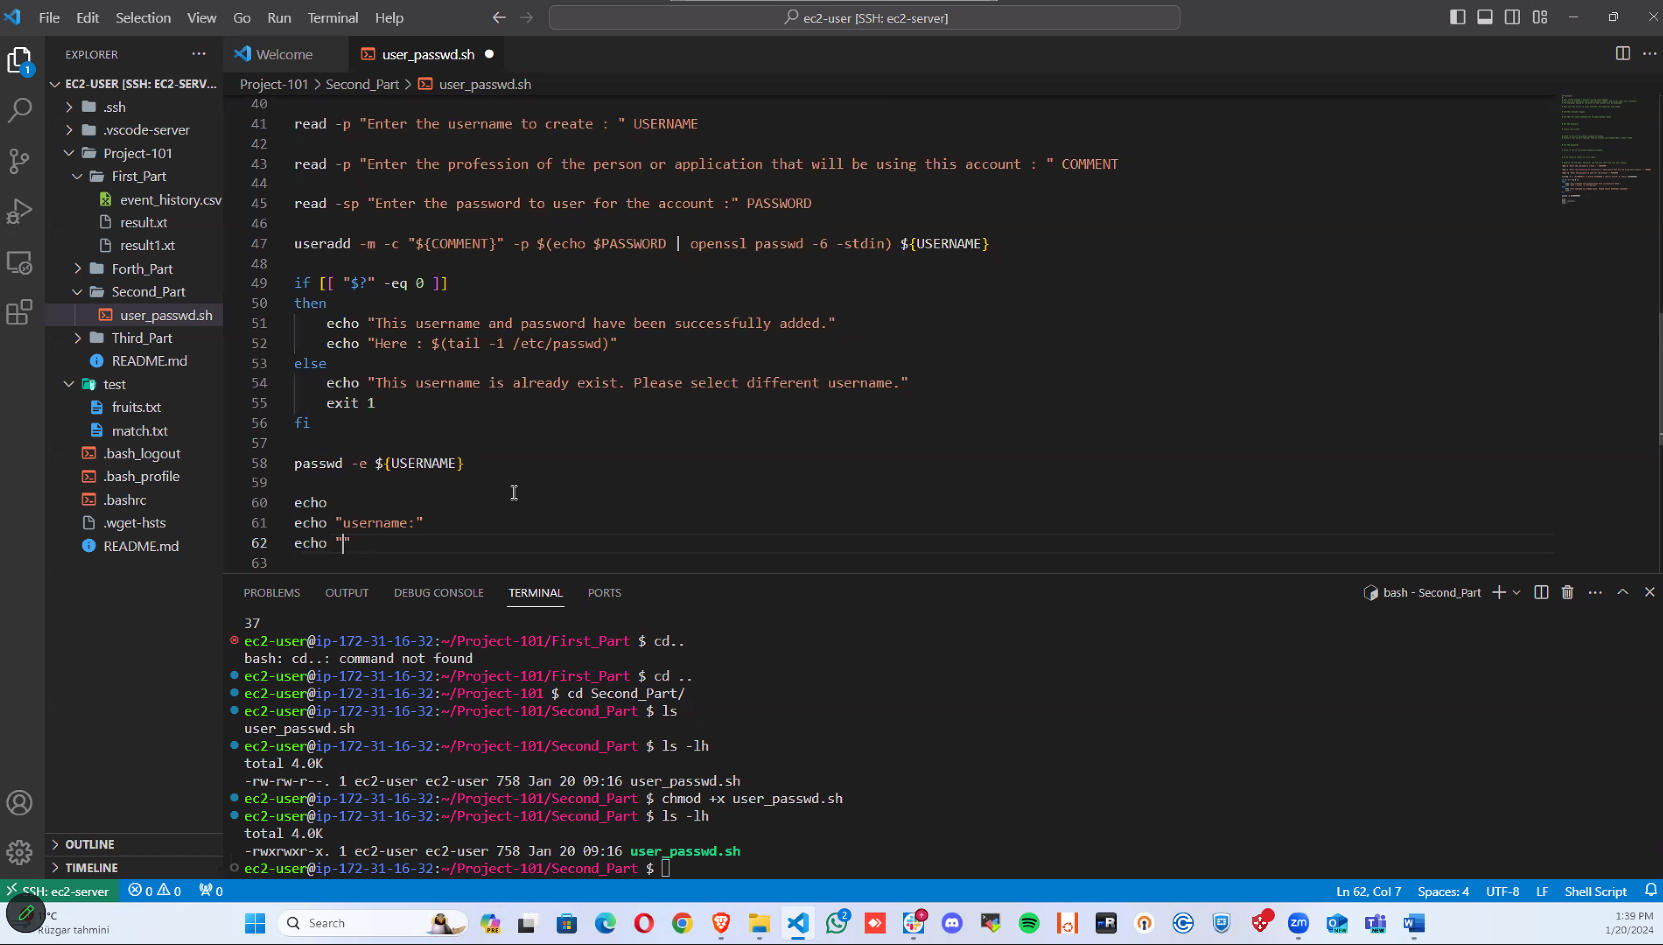 File Edit Selection View Go Run Terminal Help
ec2-user [SSH: ec2-server]
EXPLORER
Welcome
user_passwd.sh
Project-101 > Second_Part > user_passwd.sh
EC2-USER [SSH: EC2-SERV...
.ssh
.vscode-server
Project-101
First_Part
event_history.csv
result.xt
result1.xt
Forth_Part
Second_Part
user_passwd.sh
Third_Part
README.md
test
fruits.txt
match.txt
.bash_logout
.bash_profile
.bashrc
.wget-hsts
README.md
OUTLINE
TIMELINE
1
40
41 read -p "Enter the username to create : " USERNAME
42
43 read -p "Enter the profession of the person or application that will be using this account : " COMMENT
44
45 read -sp "Enter the password to user for the account :" PASSWORD
46
47 useradd -m -c "${COMMENT}" -p $(echo $PASSWORD | openssl passwd -6 -stdin) ${USERNAME}
48
49 if [[ "$?" -eq 0 ]]
50 then
51 echo "This username and password have been successfully added."
52 echo "Here : $(tail -1 /etc/passwd)"
53 else
54 echo "This username is already exist. Please select different username."
55 exit 1
56 fi
57
58 passwd -e ${USERNAME}
59
60 echo
61 echo "username:"
62 echo ""
63
PROBLEMS OUTPUT DEBUG CONSOLE TERMINAL PORTS
bash - Second_Part
37
ec2-user@ip-172-31-16-32:~/Project-101/First_Part $ cd..
bash: cd..: command not found
ec2-user@ip-172-31-16-32:~/Project-101/First_Part $ cd ..
ec2-user@ip-172-31-16-32:~/Project-101 $ cd Second_Part/
ec2-user@ip-172-31-16-32:~/Project-101/Second_Part $ ls
user_passwd.sh
ec2-user@ip-172-31-16-32:~/Project-101/Second_Part $ ls -lh
total 4.0K
-rw-rw-r--. 1 ec2-user ec2-user 758 Jan 20 09:16 user_passwd.sh
ec2-user@ip-172-31-16-32:~/Project-101/Second_Part $ chmod +x user_passwd.sh
ec2-user@ip-172-31-16-32:~/Project-101/Second_Part $ ls -lh
total 4.0K
-rwxrwxr-x. 1 ec2-user ec2-user 758 Jan 20 09:16 user_passwd.sh
ec2-user@ip-172-31-16-32:~/Project-101/Second_Part $
SSH: ec2-server 0 0 0
Ln 62, Col 7 Spaces: 4 UTF-8 LF Shell Script
Rüzgar tahmini
Search
PRE
2
1:39 PM
1/20/2024